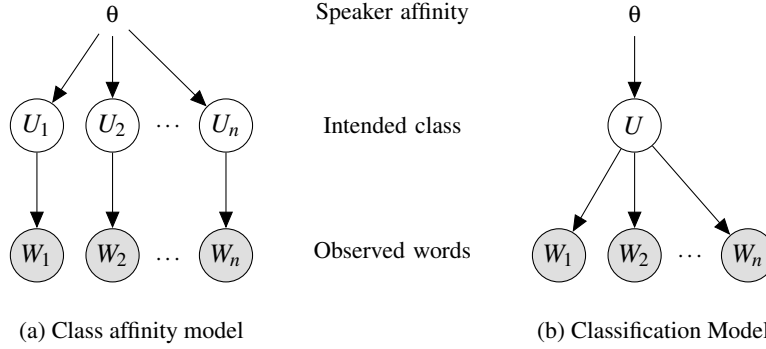 θ Speaker affinity θ
U1 U2 ... Un Intended class U
W1 W2 ... Wn Observed words W1 W2 ... Wn
(a) Class affinity model (b) Classification Model